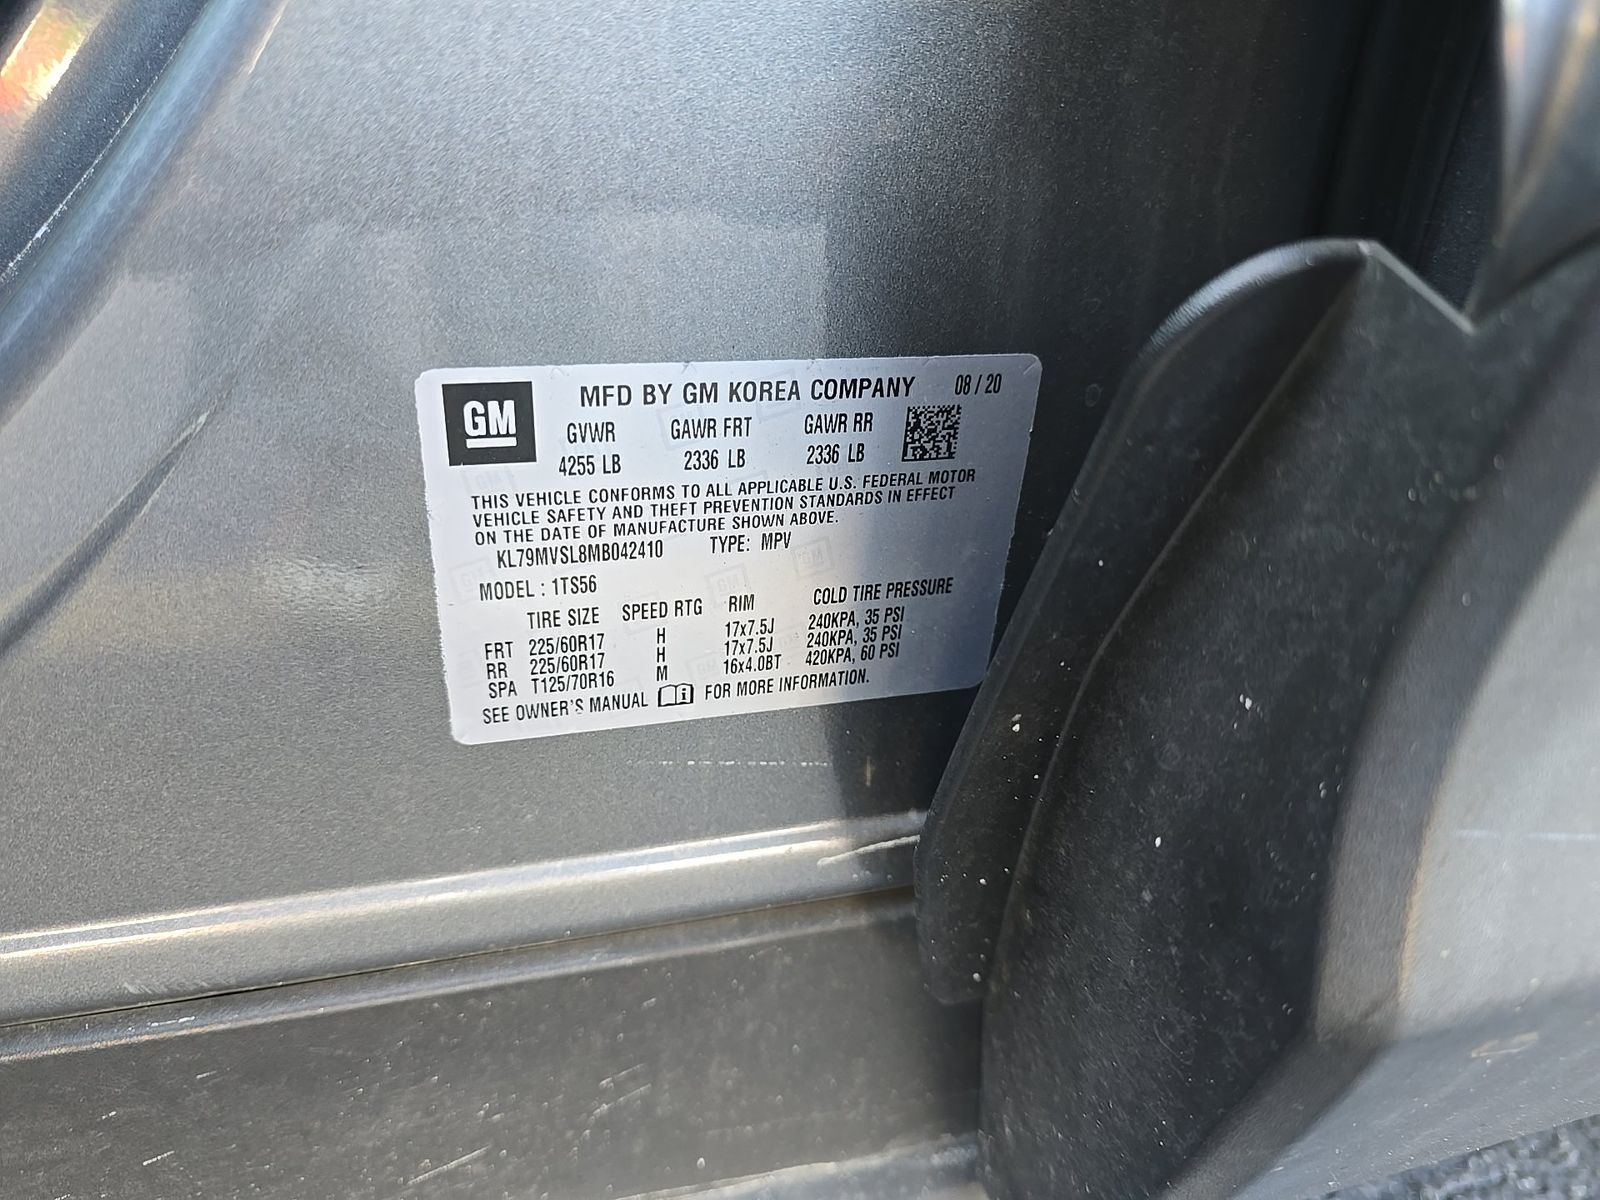 GM
MFD BY GM KOREA COMPANY 08 / 20
GVWR GAWR FRT GAWR RR
4255 LB 2336 LB 2336 LB
THIS VEHICLE CONFORMS TO ALL APPLICABLE U.S. FEDERAL MOTOR
VEHICLE SAFETY AND THEFT PREVENTION STANDARDS IN EFFECT
ON THE DATE OF MANUFACTURE SHOWN ABOVE.
KL79MVSL8MB042410 TYPE: MPV
MODEL : 1TS56
TIRE SIZE SPEED RTG RIM COLD TIRE PRESSURE
FRT 225/60R17 H 17x7.5J 240KPA, 35 PSI
RR 225/60R17 H 17x7.5J 240KPA, 35 PSI
SPA T125/70R16 M 16x4.0BT 420KPA, 60 PSI
SEE OWNER'S MANUAL FOR MORE INFORMATION.